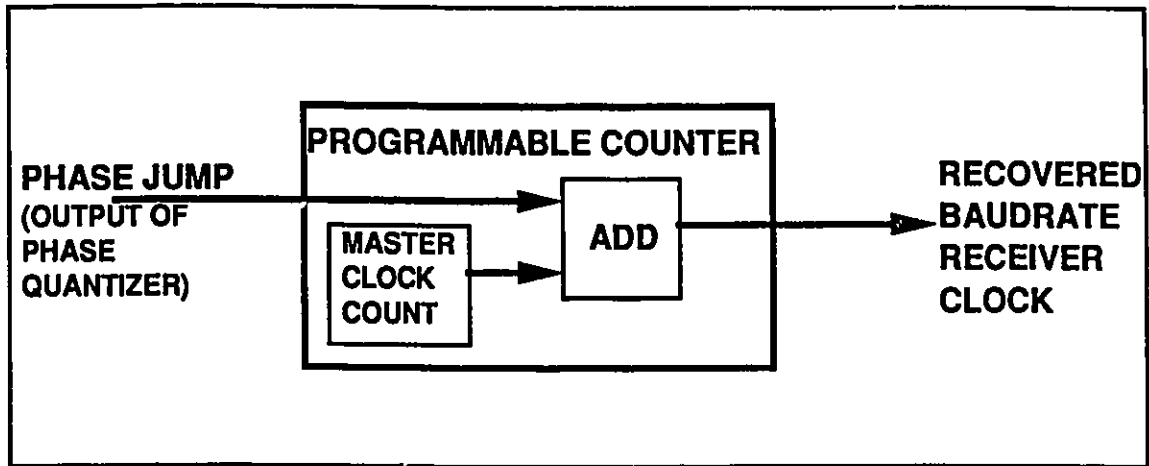 PROGRAMMABLE COUNTER
PHASE JUMP
(OUTPUT OF
PHASE
QUANTIZER)
MASTER
CLOCK
COUNT
ADD
RECOVERED
BAUDRATE
RECEIVER
CLOCK